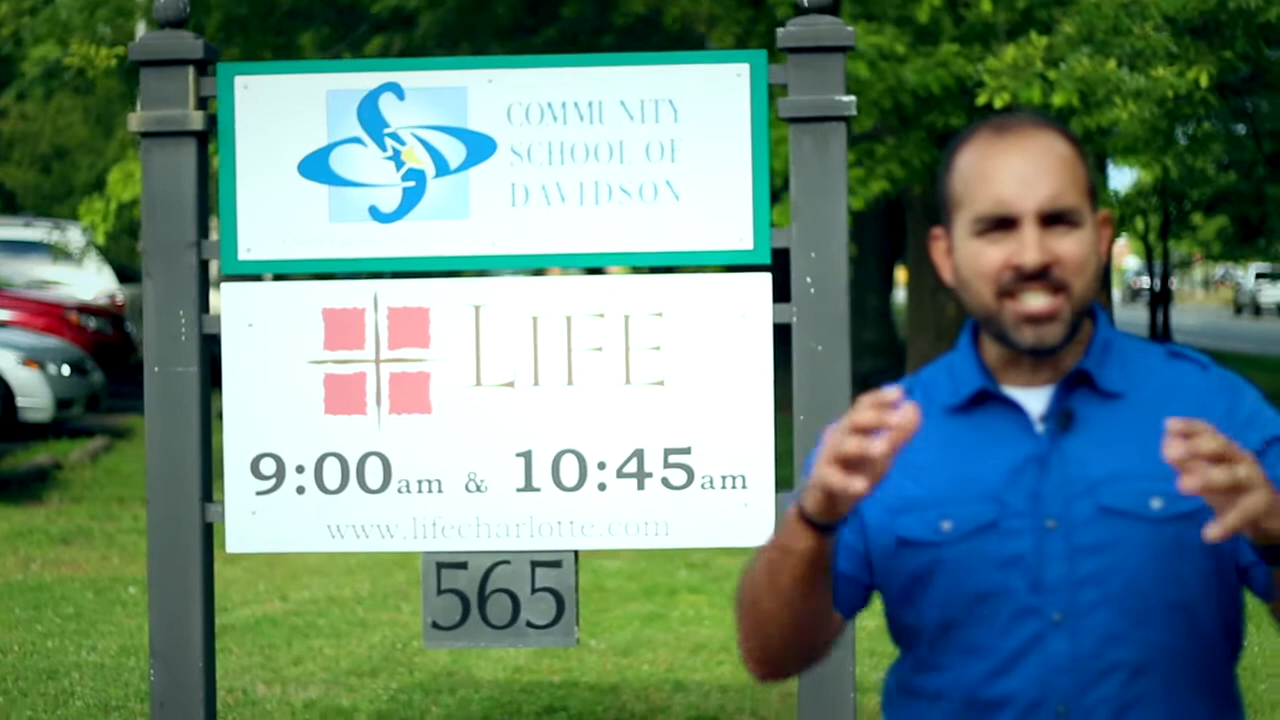 COMMUNITY
SCHOOL OF
DAVIDSON
LIFE
9:00am & 10:45am
www.lifecharlotte.com
565